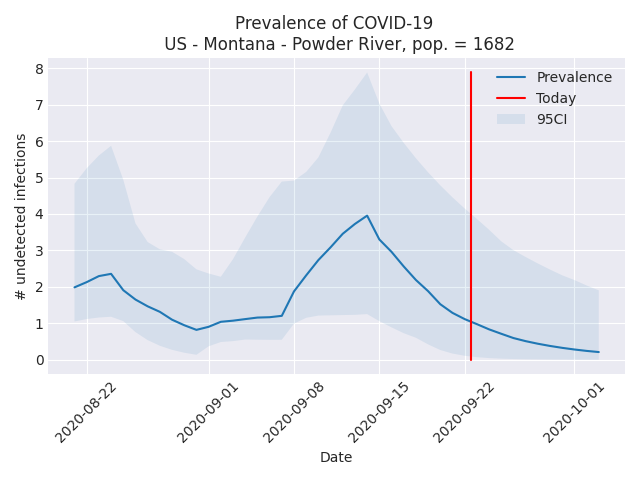 Prevalence of COVID-19
US - Montana - Powder River, pop. = 1682
# undetected infections
8
7
6
5
4
3
2
1
0
Prevalence
Today
95CI
2020-08-22
2020-09-01
2020-09-08
2020-09-15
2020-09-22
2020-10-01
Date